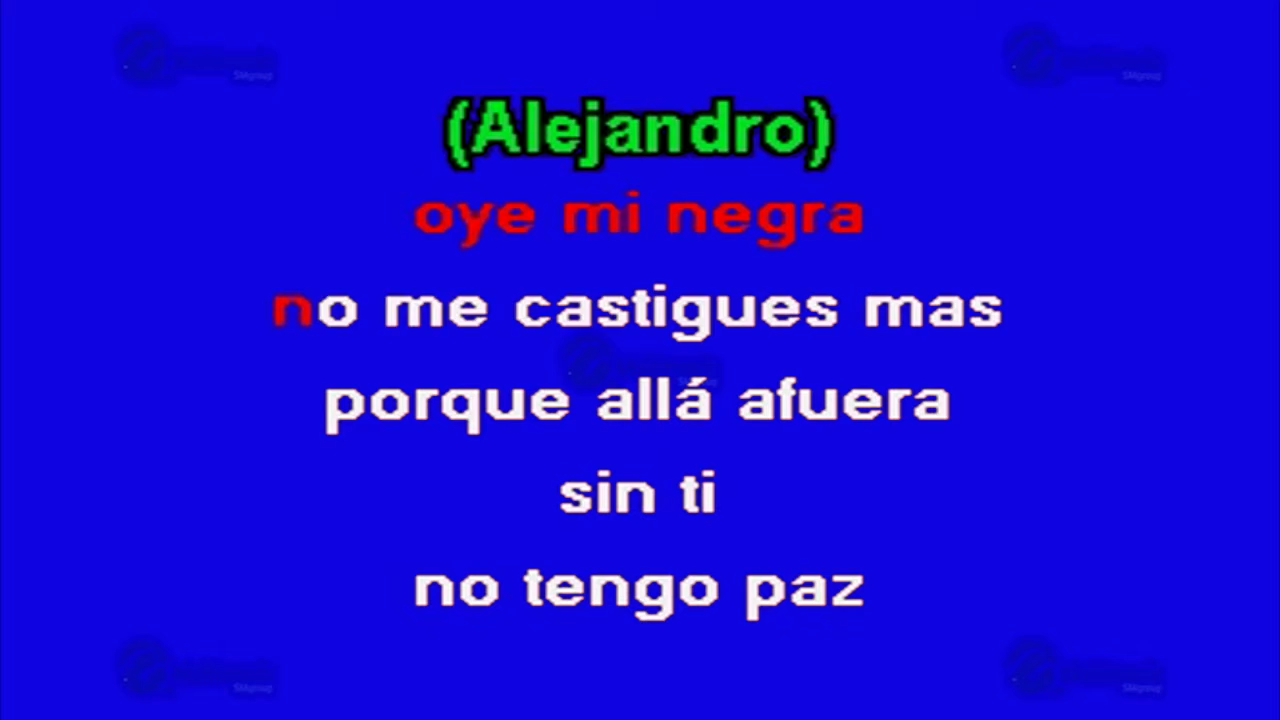 (Alejandro)
oye mi negra
no me castigues mas
porque allá afuera
sin ti
no tengo paz